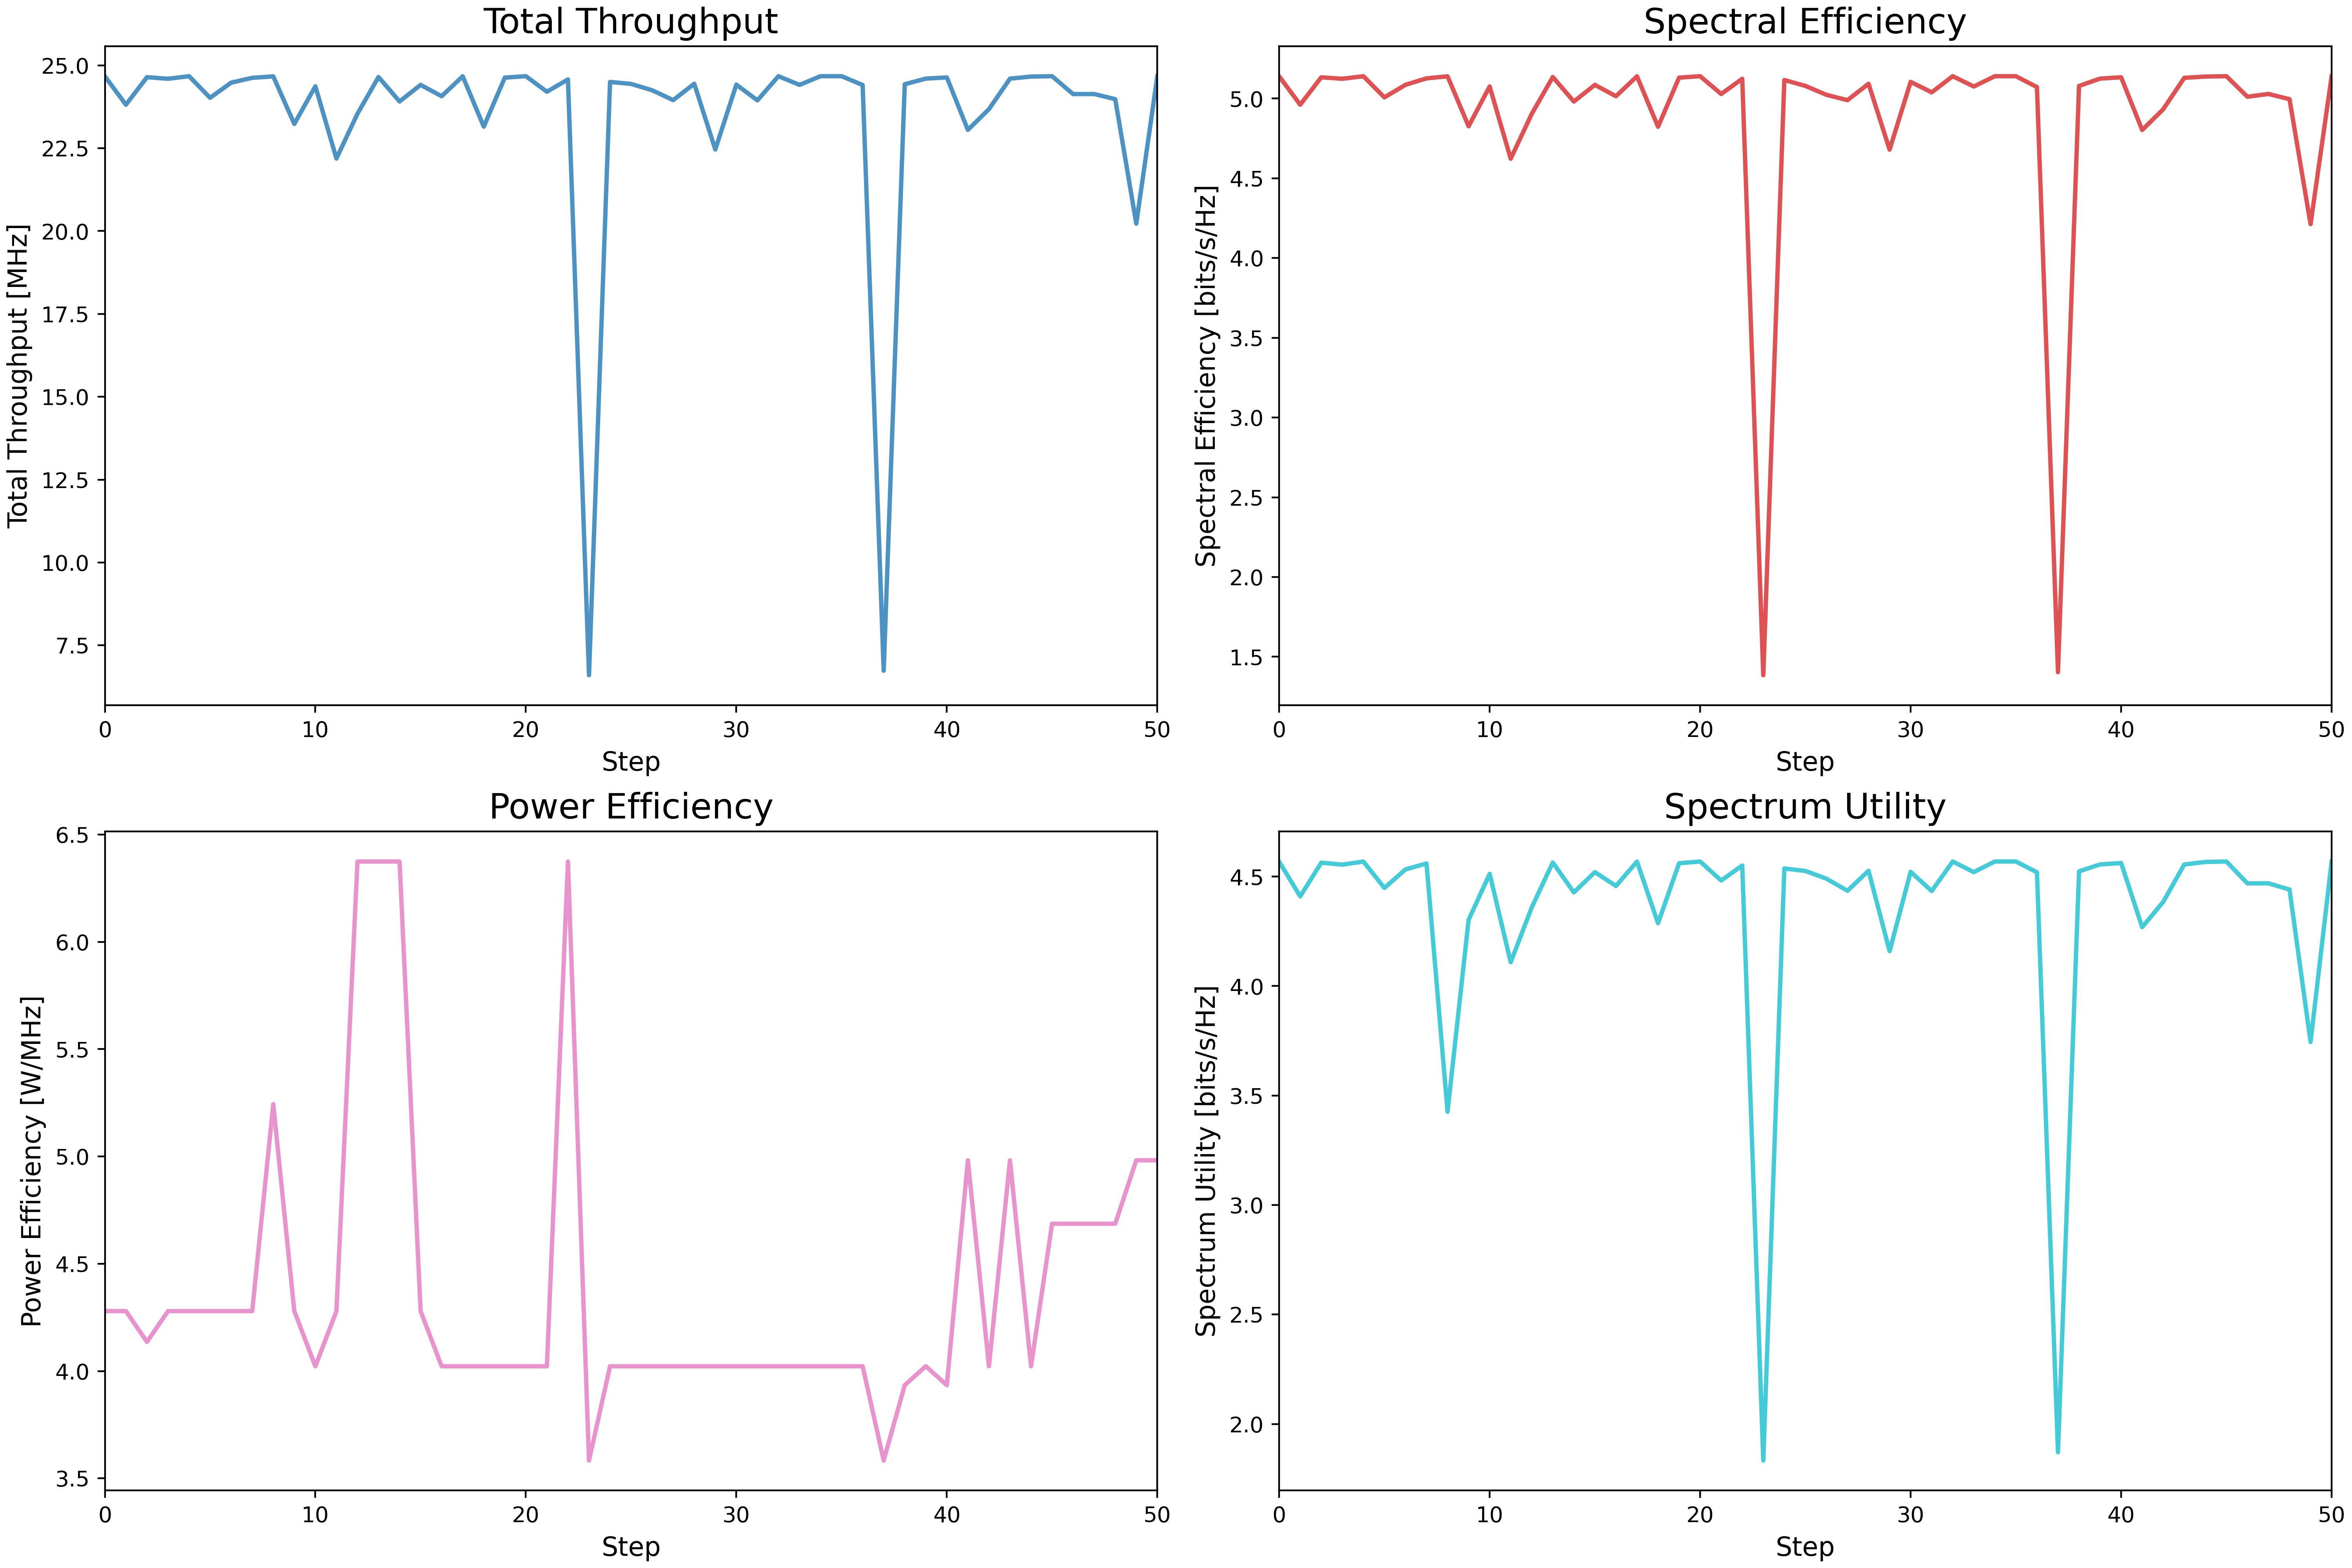 Total Throughput
Total Throughput [MHz]
25.0
22.5
20.0
17.5
15.0
12.5
10.0
7.5
0 10 20 30 40 50
Step
Spectral Efficiency
Spectral Efficiency [bits/s/Hz]
5.0
4.5
4.0
3.5
3.0
2.5
2.0
1.5
0 10 20 30 40 50
Step
Power Efficiency
Power Efficiency [W/MHz]
6.5
6.0
5.5
5.0
4.5
4.0
3.5
0 10 20 30 40 50
Step
Spectrum Utility
Spectrum Utility [bits/s/Hz]
4.5
4.0
3.5
3.0
2.5
2.0
0 10 20 30 40 50
Step